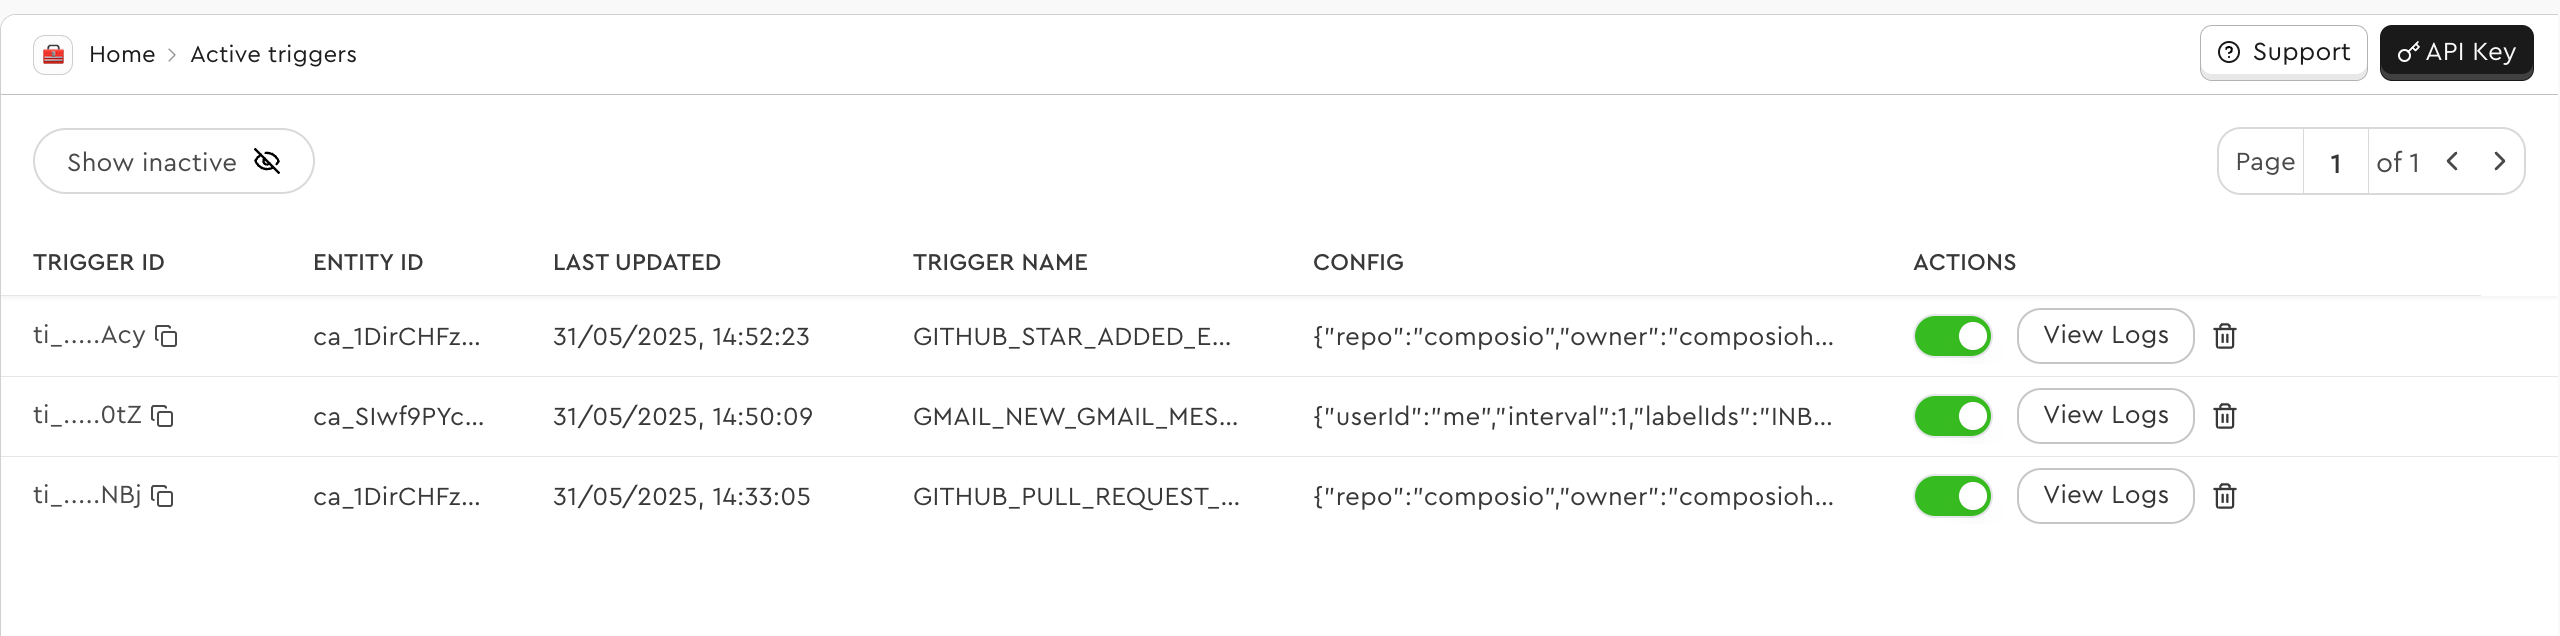 Home > Active triggers
Support
API Key
Show inactive
Page 1 of 1
TRIGGER ID ENTITY ID LAST UPDATED TRIGGER NAME CONFIG ACTIONS
ti_.....Acy ca_1DirCHFz... 31/05/2025, 14:52:23 GITHUB_STAR_ADDED_E... {"repo":"composio","owner":"composioh... View Logs
ti_.....0tZ ca_SIwf9PYc... 31/05/2025, 14:50:09 GMAIL_NEW_GMAIL_MES... {"userId":"me","interval":1,"labelIds":"INB... View Logs
ti_.....NBj ca_1DirCHFz... 31/05/2025, 14:33:05 GITHUB_PULL_REQUEST_... {"repo":"composio","owner":"composioh... View Logs